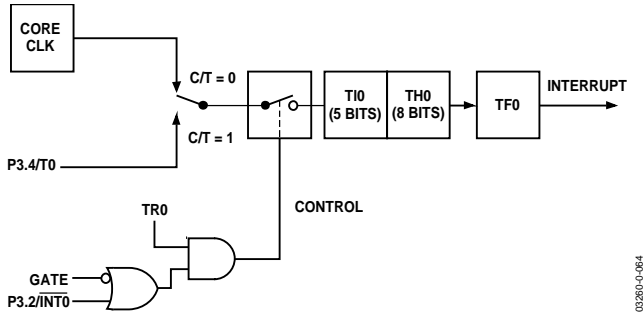 CORE
CLK
C/T = 0
C/T = 1
P3.4/T0
TI0
(5 BITS)
TH0
(8 BITS)
TF0
INTERRUPT
TR0
CONTROL
GATE
P3.2/INT0
03260-0-064